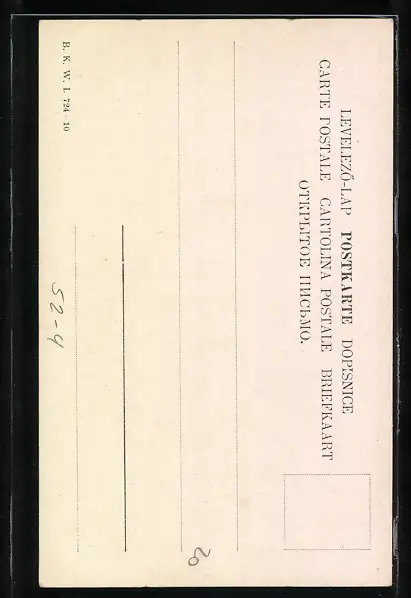 LEVELEZŐ-LAP POSTKARTE DOPISNICE
CARTE POSTALE CARTOLINA POSTALE BRIEFKAART
ОТКРЫТОЕ ПИСЬМО.
B. K. W. I. 724-10
52-4
20